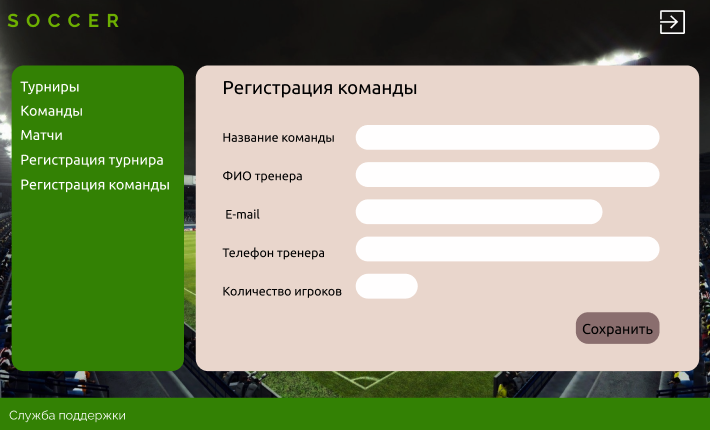 SOCCER
Турниры
Команды
Матчи
Регистрация турнира
Регистрация команды
Регистрация команды
Название команды
ФИО тренера
E-mail
Телефон тренера
Количество игроков
Сохранить
Служба поддержки